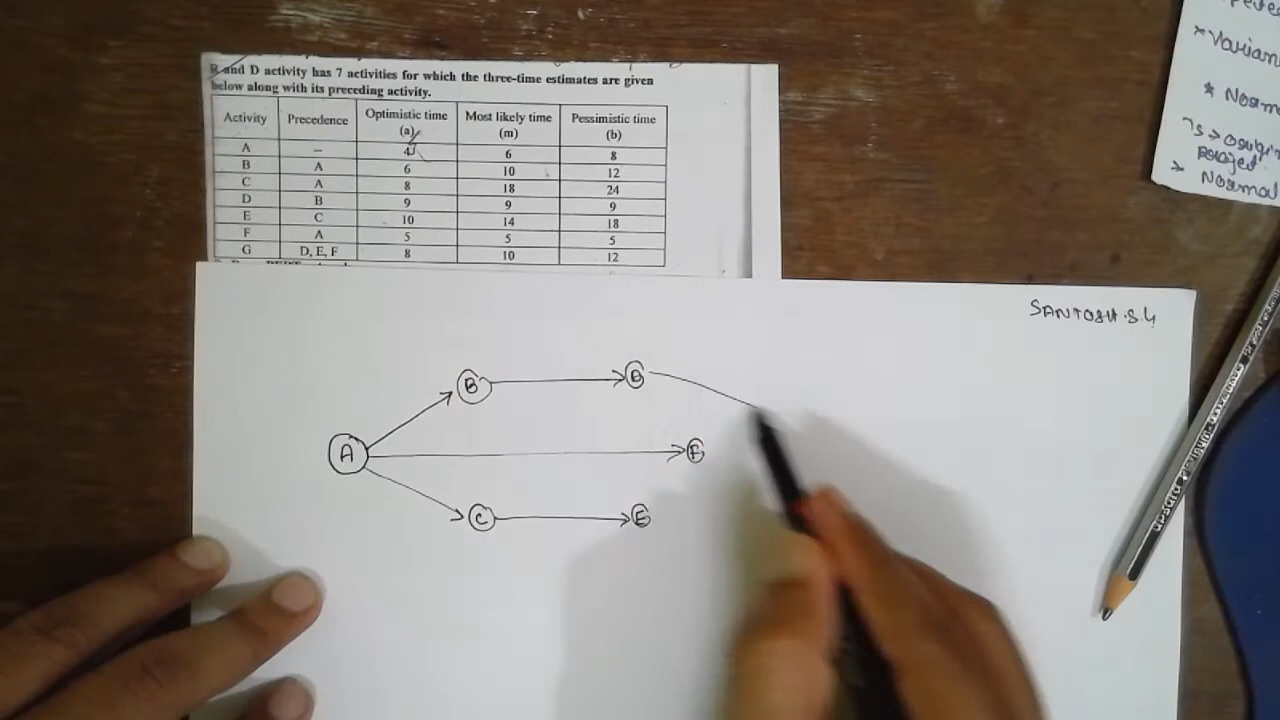 R and D activity has 7 activities for which the three-time estimates are given
below along with its preceding activity.
Activity Precedence Optimistic time (a) Most likely time (m) Pessimistic time (b)
A – 4 6 8
B A 6 10 12
C A 8 18 24
D B 9 9 9
E C 10 14 18
F A 5 5 5
G D, E, F 8 10 12
* Varian
* Norm
Normal
SANTOSH.S.
B
B
A
F
C
E